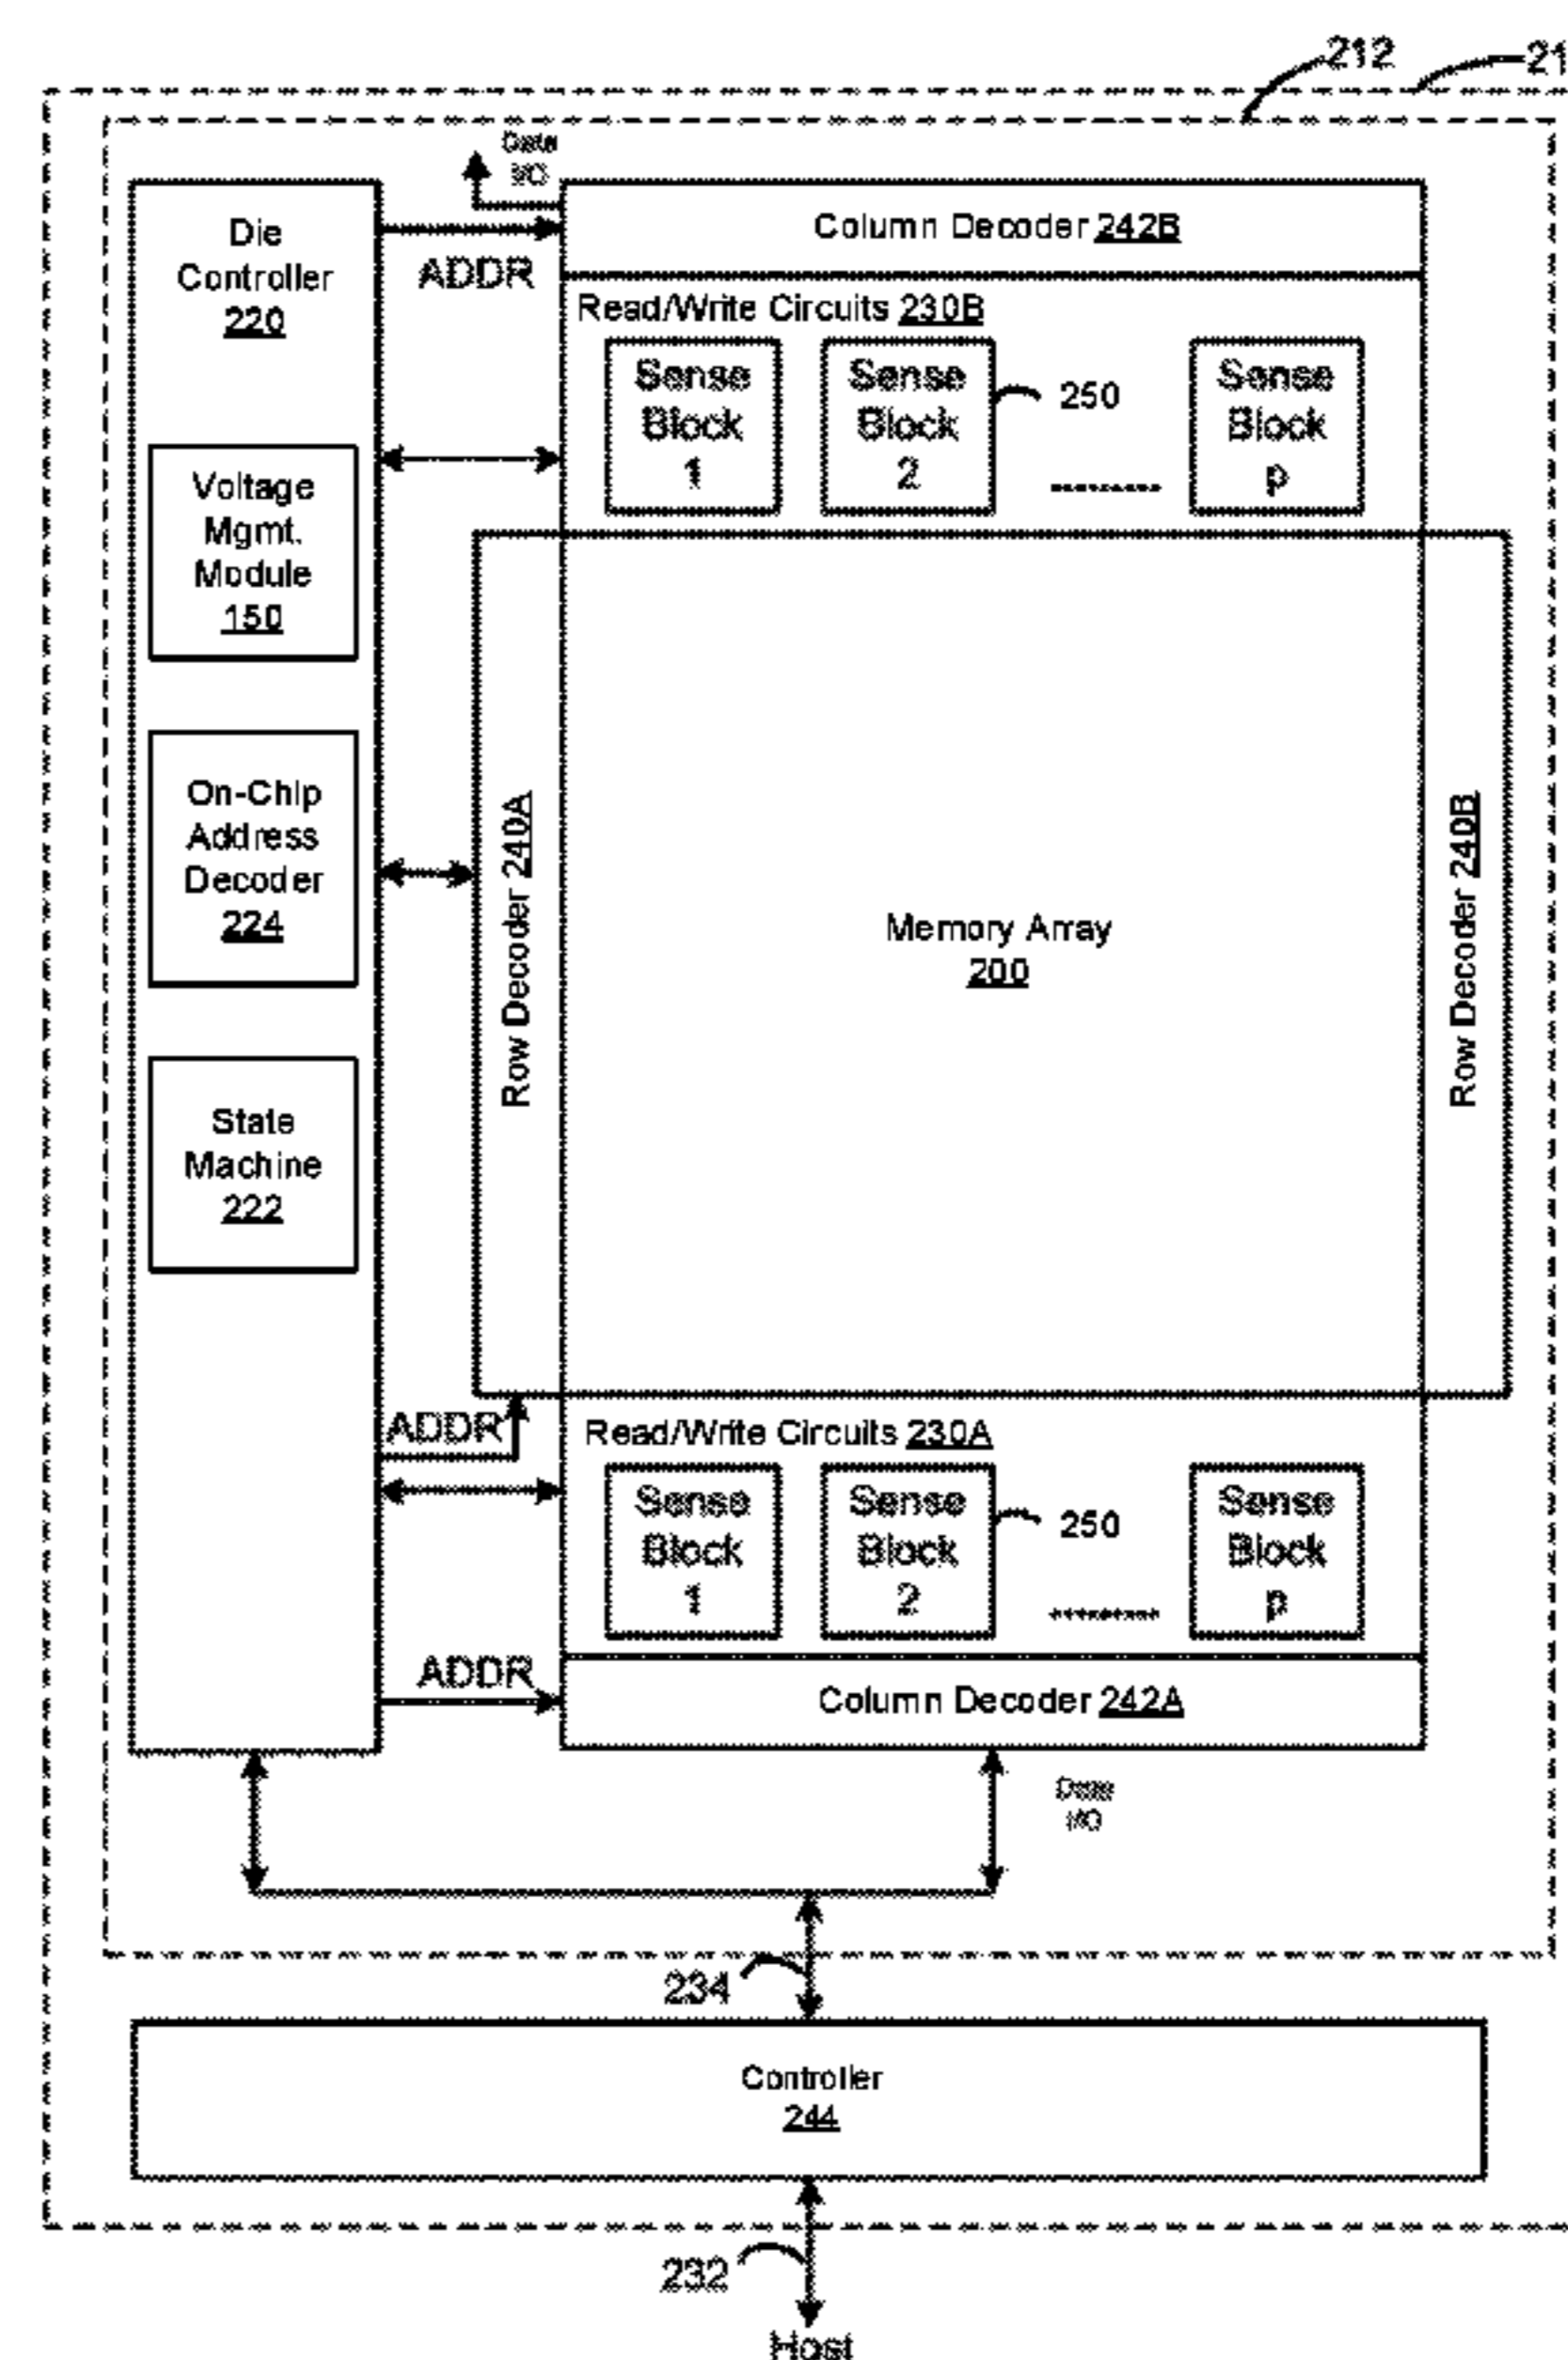 212
21
Data
I/O
Die
Controller
220
ADDR
Column Decoder 242B
Read/Write Circuits 230B
Sense
Block
1
Sense
Block
2
250
Sense
Block
p
Voltage
Mgmt.
Module
150
On-Chip
Address
Decoder
224
State
Machine
222
Row Decoder 240A
Memory Array
200
Row Decoder 240B
ADDR
Read/Write Circuits 230A
Sense
Block
1
Sense
Block
2
250
Sense
Block
p
ADDR
Column Decoder 242A
Data
I/O
234
Controller
244
232
Host